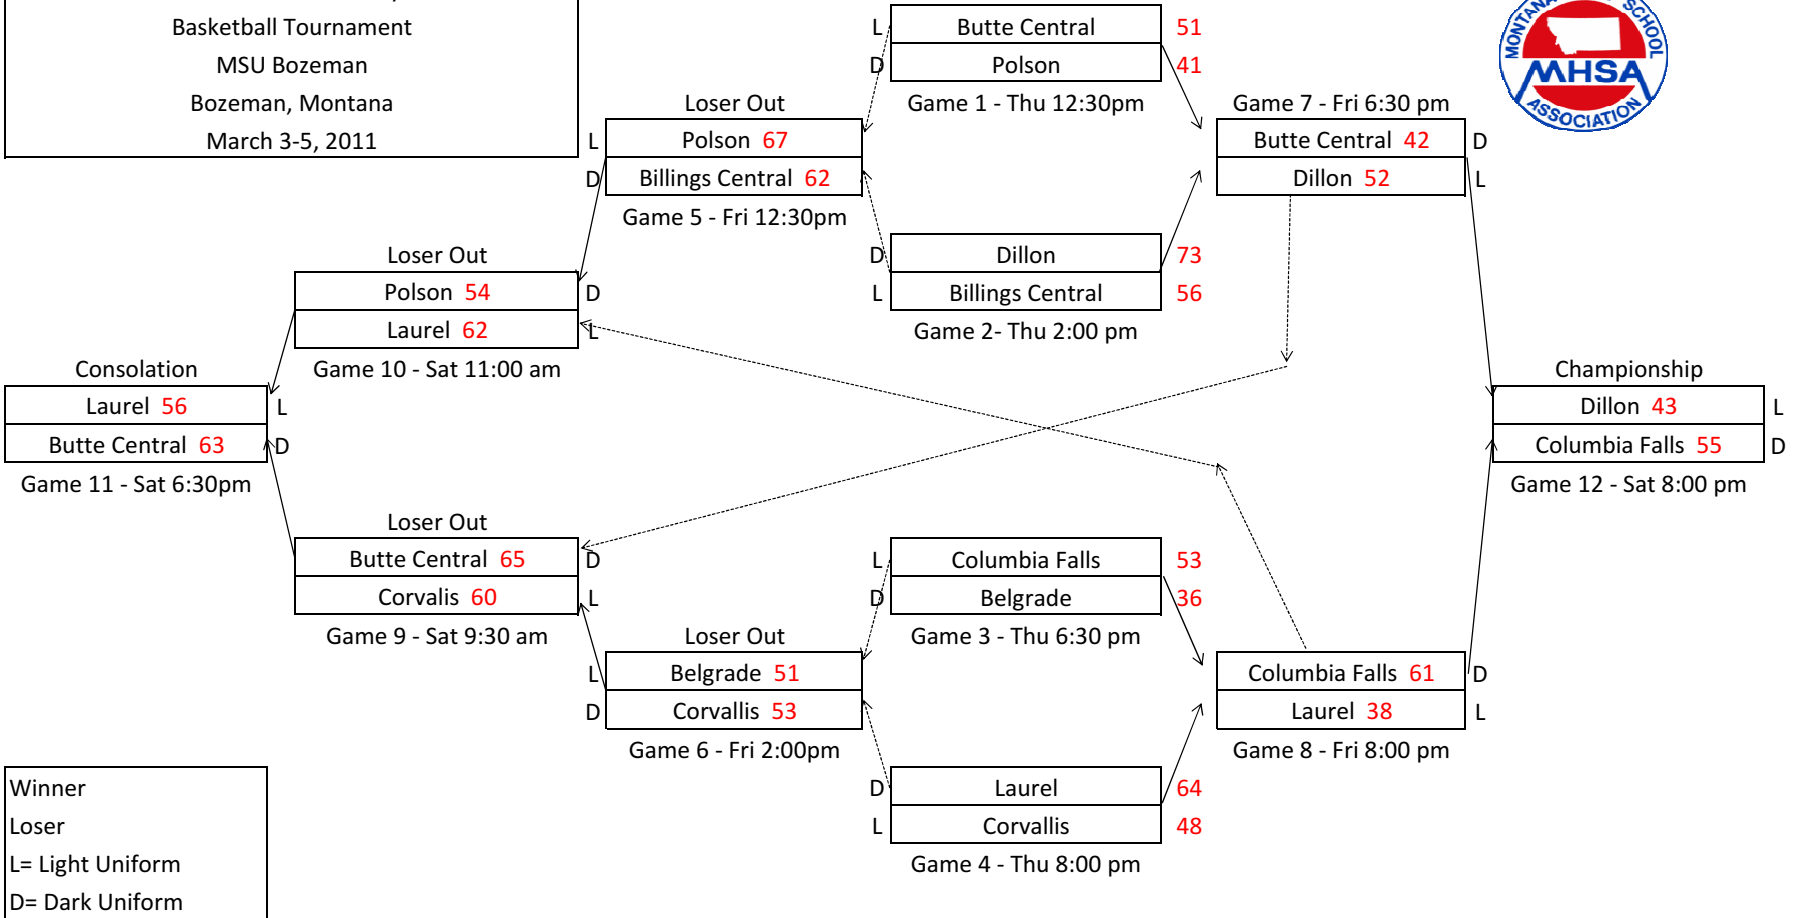 Basketball Tournament
MSU Bozeman
Bozeman, Montana
March 3-5, 2011
L Butte Central 51
D Polson 41
Game 1 - Thu 12:30pm
MONTANA SCHOOL
MHSA
ASSOCIATION
Loser Out
L Polson 67
D Billings Central 62
Game 5 - Fri 12:30pm
Game 7 - Fri 6:30 pm
Butte Central 42 D
Dillon 52 L
D Dillon 73
L Billings Central 56
Game 2- Thu 2:00 pm
Loser Out
Polson 54 D
Laurel 62 L
Game 10 - Sat 11:00 am
Consolation
Laurel 56 L
Butte Central 63 D
Game 11 - Sat 6:30pm
Championship
Dillon 43 L
Columbia Falls 55 D
Game 12 - Sat 8:00 pm
Loser Out
Butte Central 65 D
Corvalis 60 L
Game 9 - Sat 9:30 am
L Columbia Falls 53
D Belgrade 36
Game 3 - Thu 6:30 pm
Loser Out
L Belgrade 51
D Corvallis 53
Game 6 - Fri 2:00pm
Columbia Falls 61 D
Laurel 38 L
Game 8 - Fri 8:00 pm
D Laurel 64
L Corvallis 48
Game 4 - Thu 8:00 pm
Winner
Loser
L= Light Uniform
D= Dark Uniform